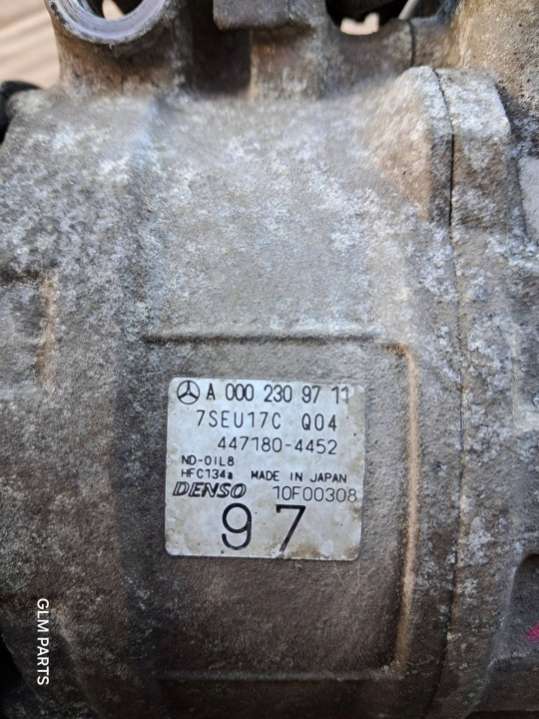 A 000 230 97 11
7SEU17C Q04
447180-4452
ND-OIL8
HFC134a MADE IN JAPAN
DENSO 10F00308
97
GLM PARTS